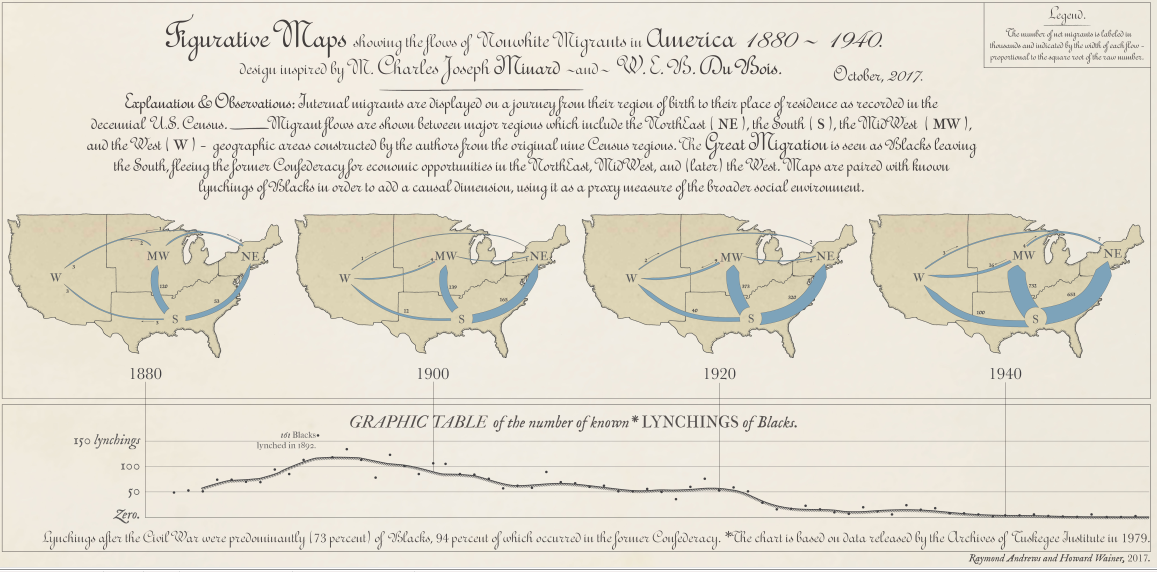 Figurative Maps showing the flows of Nonwhite Migrants in America 1880 ~ 1940.
design inspired by M. Charles Joseph Minard ~and~ W. E. B. Du Bois.
October, 2017.
Legend.
The number of net migrants is labeled in
thousands and indicated by the width of each flow -
proportional to the square root of the raw number.
Explanation & Observations: Internal migrants are displayed on a journey from their region of birth to their place of residence as recorded in the
decennial U.S. Census. Migrant flows are shown between major regions which include the NorthEast ( NE ), the South ( S ), the MidWest ( MW ),
and the West ( W ) - geographic areas constructed by the authors from the original nine Census regions. The Great Migration is seen as Blacks leaving
the South, fleeing the former Confederacy for economic opportunities in the NorthEast, MidWest, and (later) the West. Maps are paired with known
lynchings of Blacks in order to add a causal dimension, using it as a proxy measure of the broader social environment.
W MW NE S
W MW NE S
W MW NE S
W MW NE S
1880 1900 1920 1940
GRAPHIC TABLE of the number of known* LYNCHINGS of Blacks.
161 Blacks
lynched in 1892.
150 lynchings
100
50
Zero.
Lynchings after the Civil War were predominantly (73 percent) of Blacks, 94 percent of which occurred in the former Confederacy. *The chart is based on data released by the Archives of Tuskegee Institute in 1979.
Raymond Andrews and Howard Wainer, 2017.